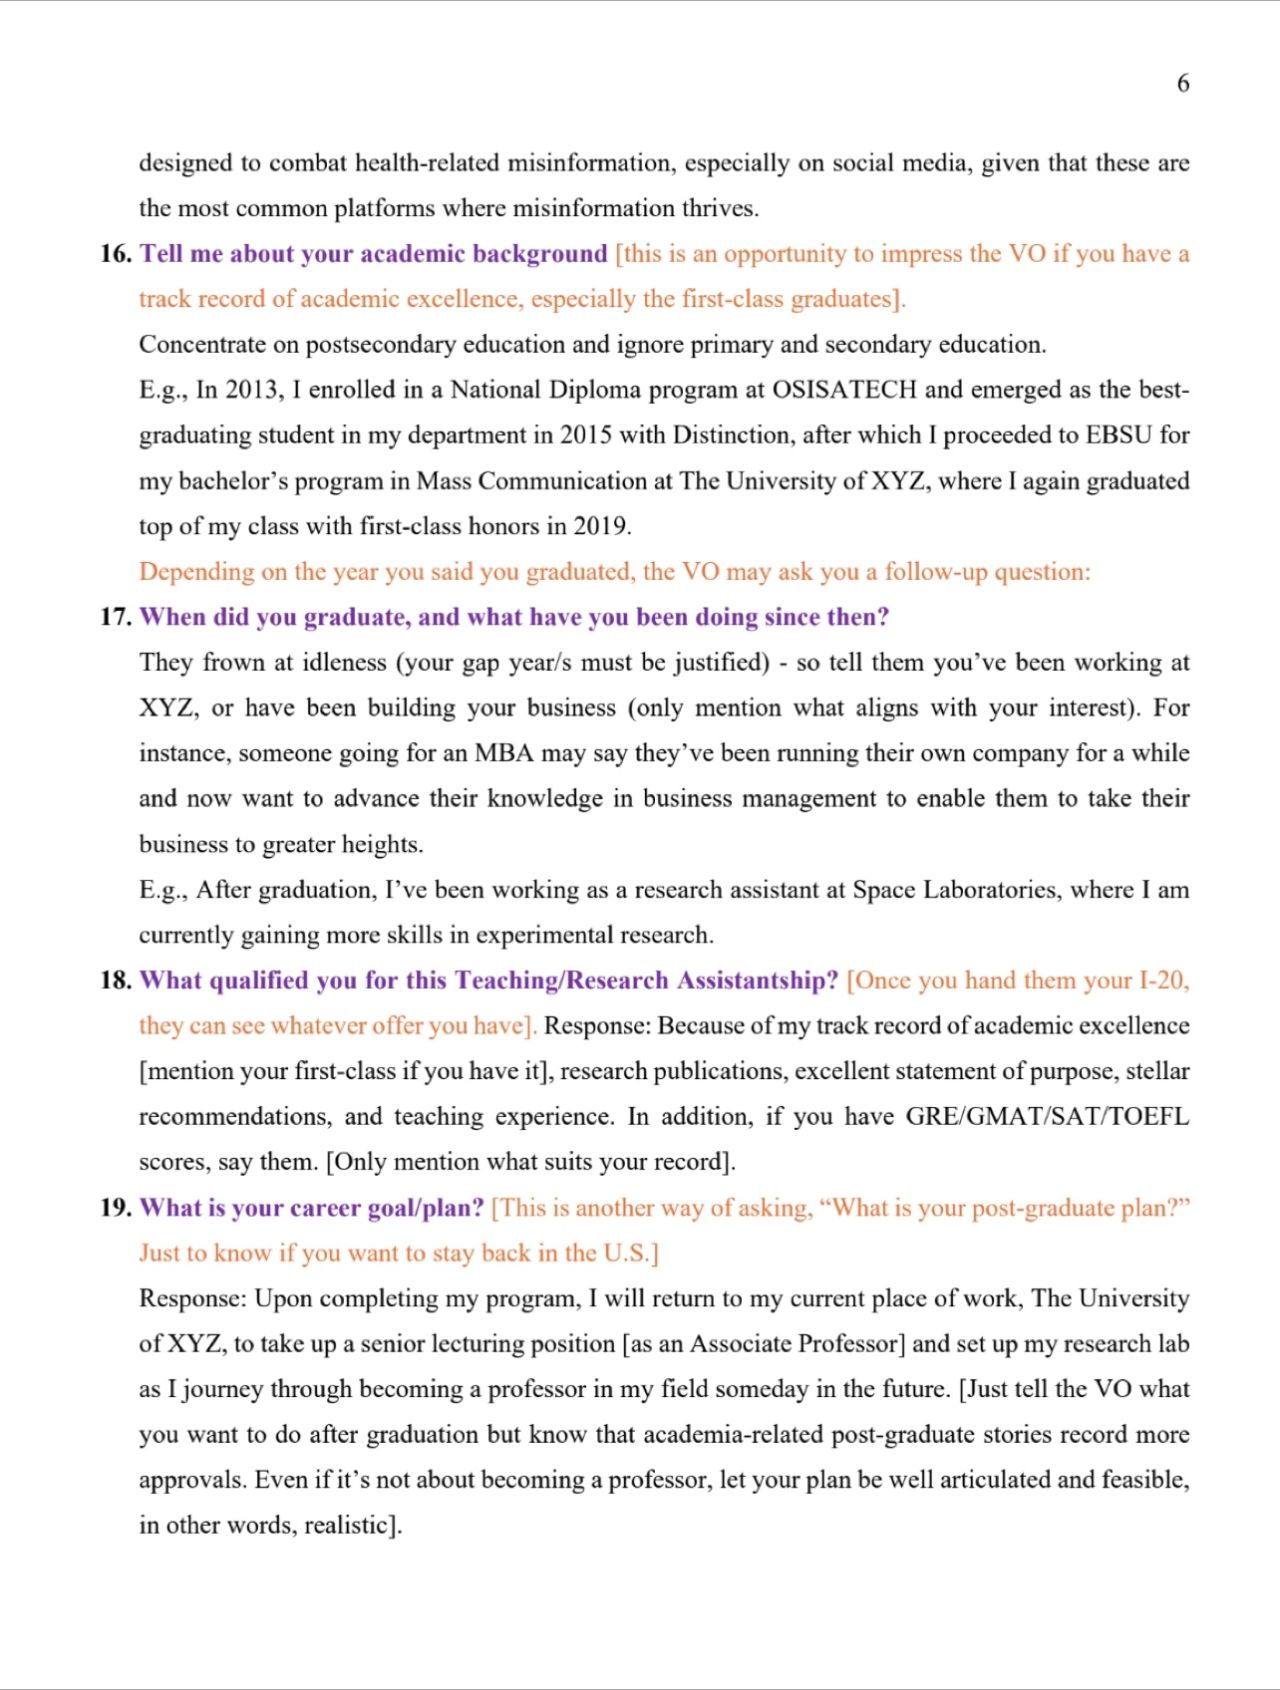 6
designed to combat health-related misinformation, especially on social media, given that these are
the most common platforms where misinformation thrives.
16. Tell me about your academic background [this is an opportunity to impress the VO if you have a
track record of academic excellence, especially the first-class graduates].
Concentrate on postsecondary education and ignore primary and secondary education.
E.g., In 2013, I enrolled in a National Diploma program at OSISATECH and emerged as the best-
graduating student in my department in 2015 with Distinction, after which I proceeded to EBSU for
my bachelor’s program in Mass Communication at The University of XYZ, where I again graduated
top of my class with first-class honors in 2019.
Depending on the year you said you graduated, the VO may ask you a follow-up question:
17. When did you graduate, and what have you been doing since then?
They frown at idleness (your gap year/s must be justified) - so tell them you’ve been working at
XYZ, or have been building your business (only mention what aligns with your interest). For
instance, someone going for an MBA may say they’ve been running their own company for a while
and now want to advance their knowledge in business management to enable them to take their
business to greater heights.
E.g., After graduation, I’ve been working as a research assistant at Space Laboratories, where I am
currently gaining more skills in experimental research.
18. What qualified you for this Teaching/Research Assistantship? [Once you hand them your I-20,
they can see whatever offer you have]. Response: Because of my track record of academic excellence
[mention your first-class if you have it], research publications, excellent statement of purpose, stellar
recommendations, and teaching experience. In addition, if you have GRE/GMAT/SAT/TOEFL
scores, say them. [Only mention what suits your record].
19. What is your career goal/plan? [This is another way of asking, “What is your post-graduate plan?”
Just to know if you want to stay back in the U.S.]
Response: Upon completing my program, I will return to my current place of work, The University
of XYZ, to take up a senior lecturing position [as an Associate Professor] and set up my research lab
as I journey through becoming a professor in my field someday in the future. [Just tell the VO what
you want to do after graduation but know that academia-related post-graduate stories record more
approvals. Even if it’s not about becoming a professor, let your plan be well articulated and feasible,
in other words, realistic].